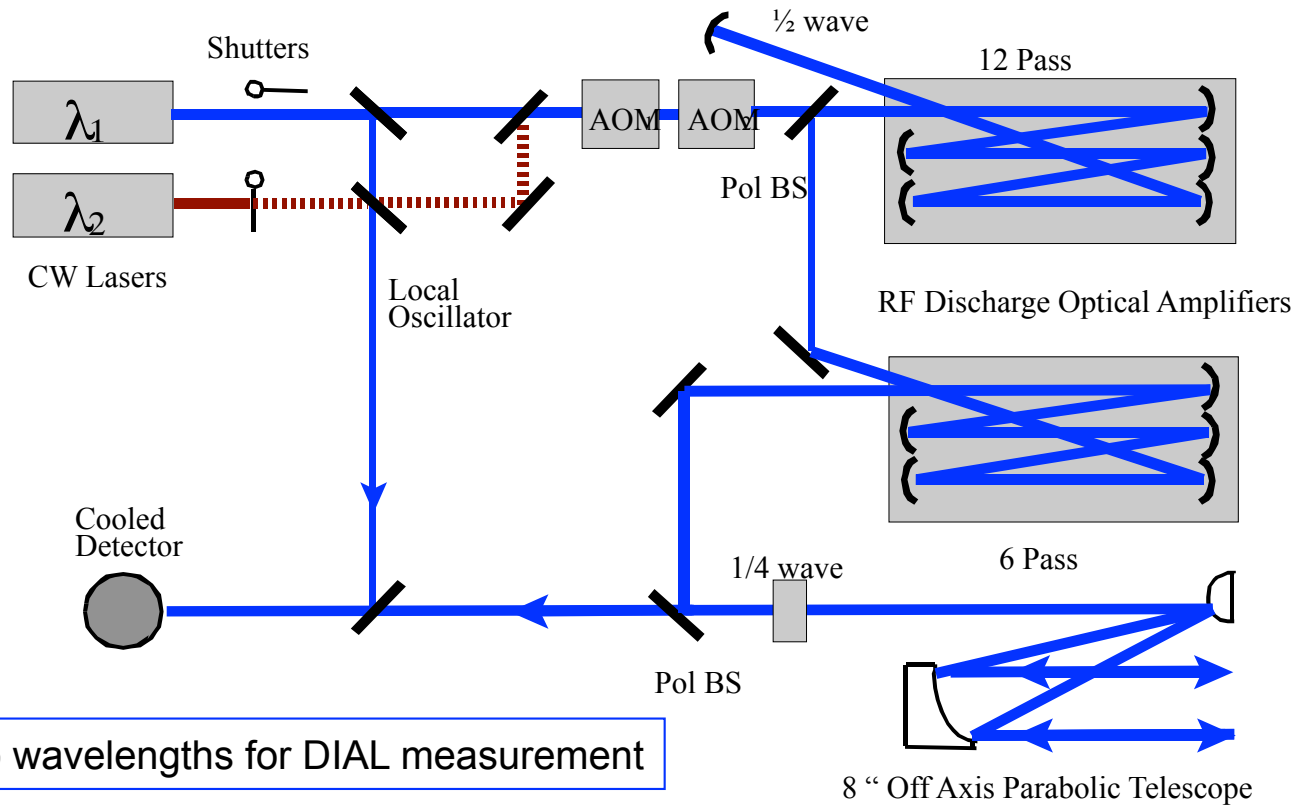 ½ wave
Shutters
12 Pass
λ1
AOM
AOM
λ2
Pol BS
CW Lasers
Local
Oscillator
RF Discharge Optical Amplifiers
Cooled
Detector
1/4 wave
6 Pass
Pol BS
wavelengths for DIAL measurement
8 “ Off Axis Parabolic Telescope